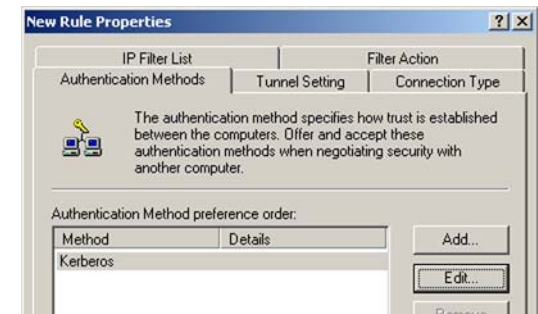 New Rule Properties
IP Filter List Filter Action
Authentication Methods Tunnel Setting Connection Type
The authentication method specifies how trust is established
between the computers. Offer and accept these
authentication methods when negotiating security with
another computer.
Authentication Method preference order:
Method Details Add...
Kerberos
Edit...
Remove